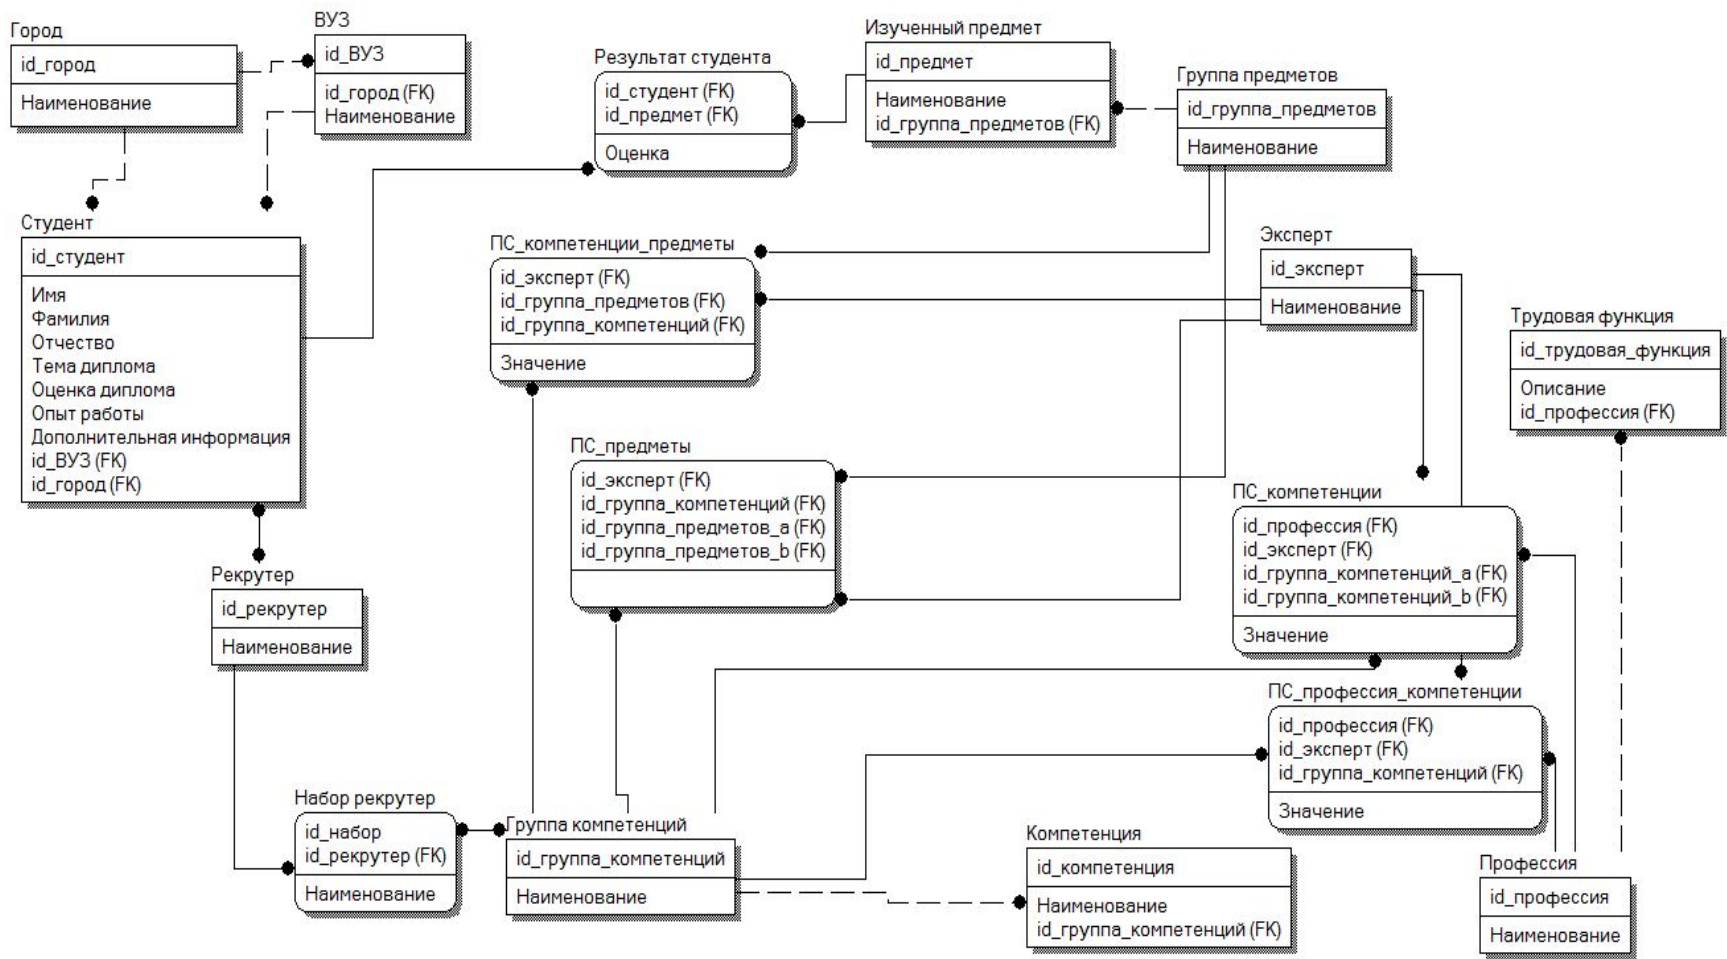 Город
id_город
Наименование
ВУЗ
id_ВУЗ
id_город (FK)
Наименование
Результат студента
id_студент (FK)
id_предмет (FK)
Оценка
Изученный предмет
id_предмет
Наименование
id_группа_предметов (FK)
Группа предметов
id_группа_предметов
Наименование
Студент
id_студент
Имя
Фамилия
Отчество
Тема диплома
Оценка диплома
Опыт работы
Дополнительная информация
id_ВУЗ (FK)
id_город (FK)
ПС_компетенции_предметы
id_эксперт (FK)
id_группа_предметов (FK)
id_группа_компетенций (FK)
Значение
Эксперт
id_эксперт
Наименование
Трудовая функция
id_трудовая_функция
Описание
id_профессия (FK)
ПС_предметы
id_эксперт (FK)
id_группа_компетенций (FK)
id_группа_предметов_a (FK)
id_группа_предметов_b (FK)
ПС_компетенции
id_профессия (FK)
id_эксперт (FK)
id_группа_компетенций_a (FK)
id_группа_компетенций_b (FK)
Значение
Рекрутер
id_рекрутер
Наименование
ПС_профессия_компетенции
id_профессия (FK)
id_эксперт (FK)
id_группа_компетенций (FK)
Значение
Набор рекрутер
id_набор
id_рекрутер (FK)
Наименование
Группа компетенций
id_группа_компетенций
Наименование
Компетенция
id_компетенция
Наименование
id_группа_компетенций (FK)
Профессия
id_профессия
Наименование